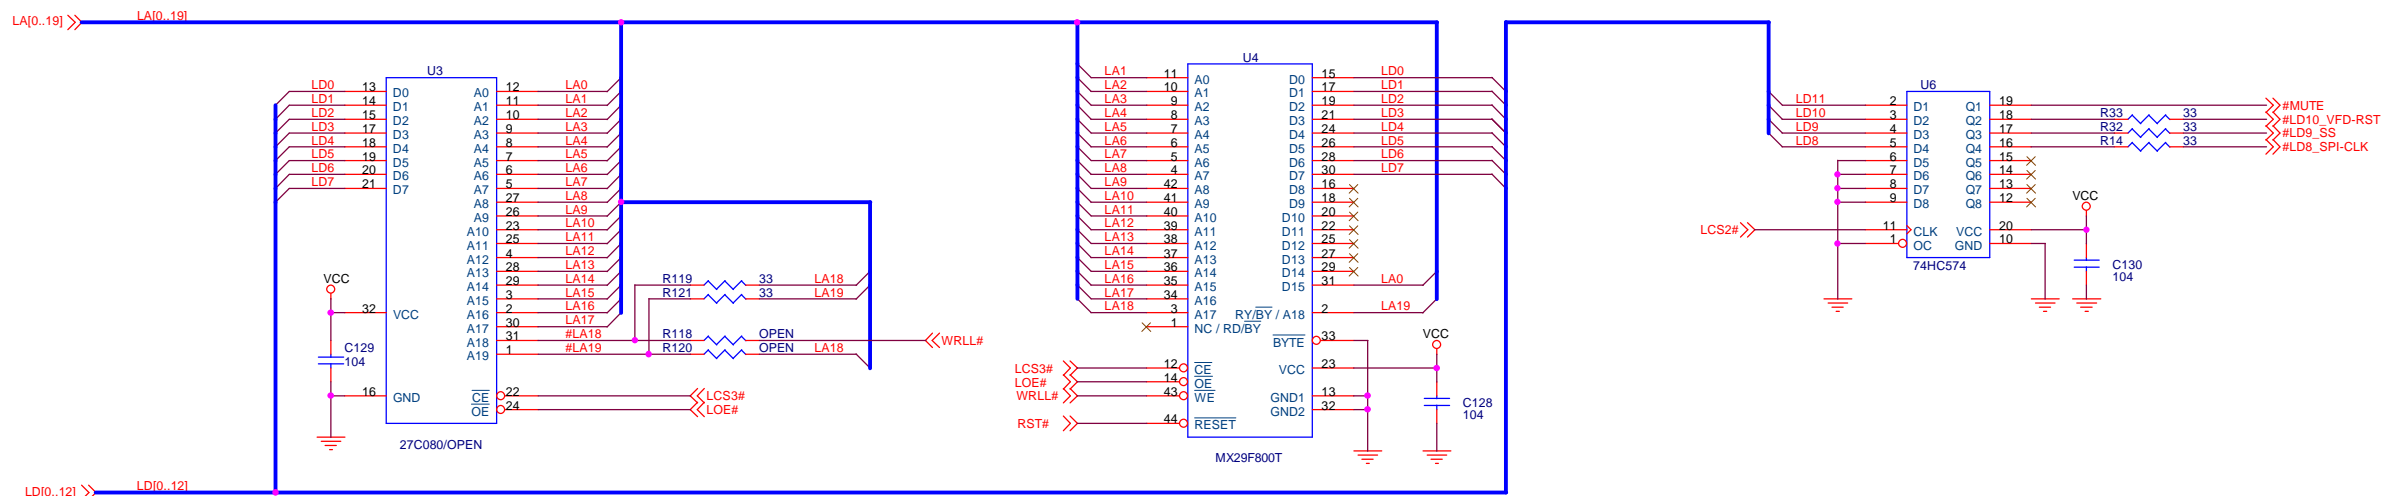 LA[0..19] LA[0..19]
U3
LD0 13 D0 A0 12 LA0
LD1 14 D1 A1 11 LA1
LD2 15 D2 A2 10 LA2
LD3 17 D3 A3 9 LA3
LD4 18 D4 A4 8 LA4
LD5 19 D5 A5 7 LA5
LD6 20 D6 A6 6 LA6
LD7 21 D7 A7 5 LA7
A8 27 LA8
A9 26 LA9
A10 23 LA10
A11 25 LA11
A12 4 LA12
A13 28 LA13
A14 29 LA14
A15 3 LA15
A16 2 LA16
A17 30 LA17
A18 31 #LA18
A19 1 #LA19
VCC
32 VCC
C129
104
16 GND
CE 22 LCS3#
OE 24 LOE#
27C080/OPEN
R119 33 LA18
R121 33 LA19
R118 OPEN WRLL#
R120 OPEN LA18
U4
LA1 11 A0 D0 15 LD0
LA2 10 A1 D1 17 LD1
LA3 9 A2 D2 19 LD2
LA4 8 A3 D3 21 LD3
LA5 7 A4 D4 24 LD4
LA6 6 A5 D5 26 LD5
LA7 5 A6 D6 28 LD6
LA8 4 A7 D7 30 LD7
LA9 42 A8 D8 16
LA10 41 A9 D9 18
LA11 40 A10 D10 20
LA12 39 A11 D11 22
LA13 38 A12 D12 25
LA14 37 A13 D13 27
LA15 36 A14 D14 29
LA16 35 A15 D15 31 LA0
LA17 34 A16
LA18 3 A17 RY/BY / A18 2 LA19
1 NC / RD/BY
BYTE 33
VCC
LCS3# 12 CE VCC 23
LOE# 14 OE
WRLL# 43 WE GND1 13
GND2 32
RST# 44 RESET
C128
104
MX29F800T
U6
LD11 2 D1 Q1 19 #MUTE
LD10 3 D2 Q2 18 R33 33 #LD10_VFD-RST
LD9 4 D3 Q3 17 R32 33 #LD9_SS
LD8 5 D4 Q4 16 R14 33 #LD8_SPI-CLK
6 D5 Q5 15
7 D6 Q6 14
8 D7 Q7 13
9 D8 Q8 12
VCC
LCS2# 11 CLK VCC 20
1 OC GND 10
74HC574
C130
104
LD[0..12] LD[0..12]